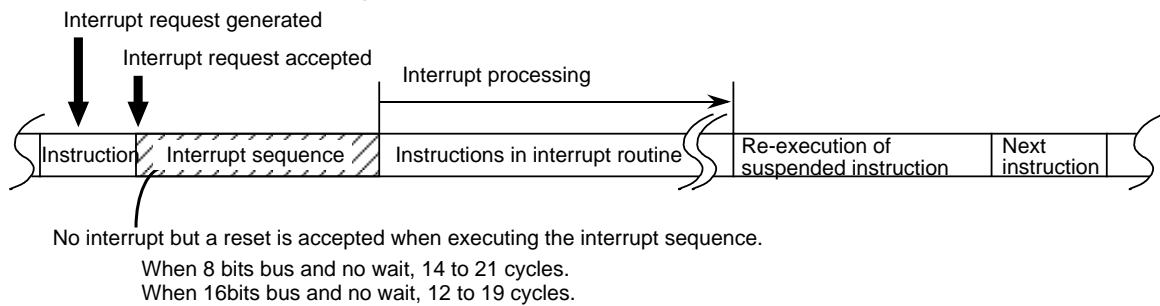 Interrupt request generated
Interrupt request accepted
Interrupt processing
Instruction
Interrupt sequence
Instructions in interrupt routine
Re-execution of
suspended instruction
Next
instruction
No interrupt but a reset is accepted when executing the interrupt sequence.
When 8 bits bus and no wait, 14 to 21 cycles.
When 16bits bus and no wait, 12 to 19 cycles.